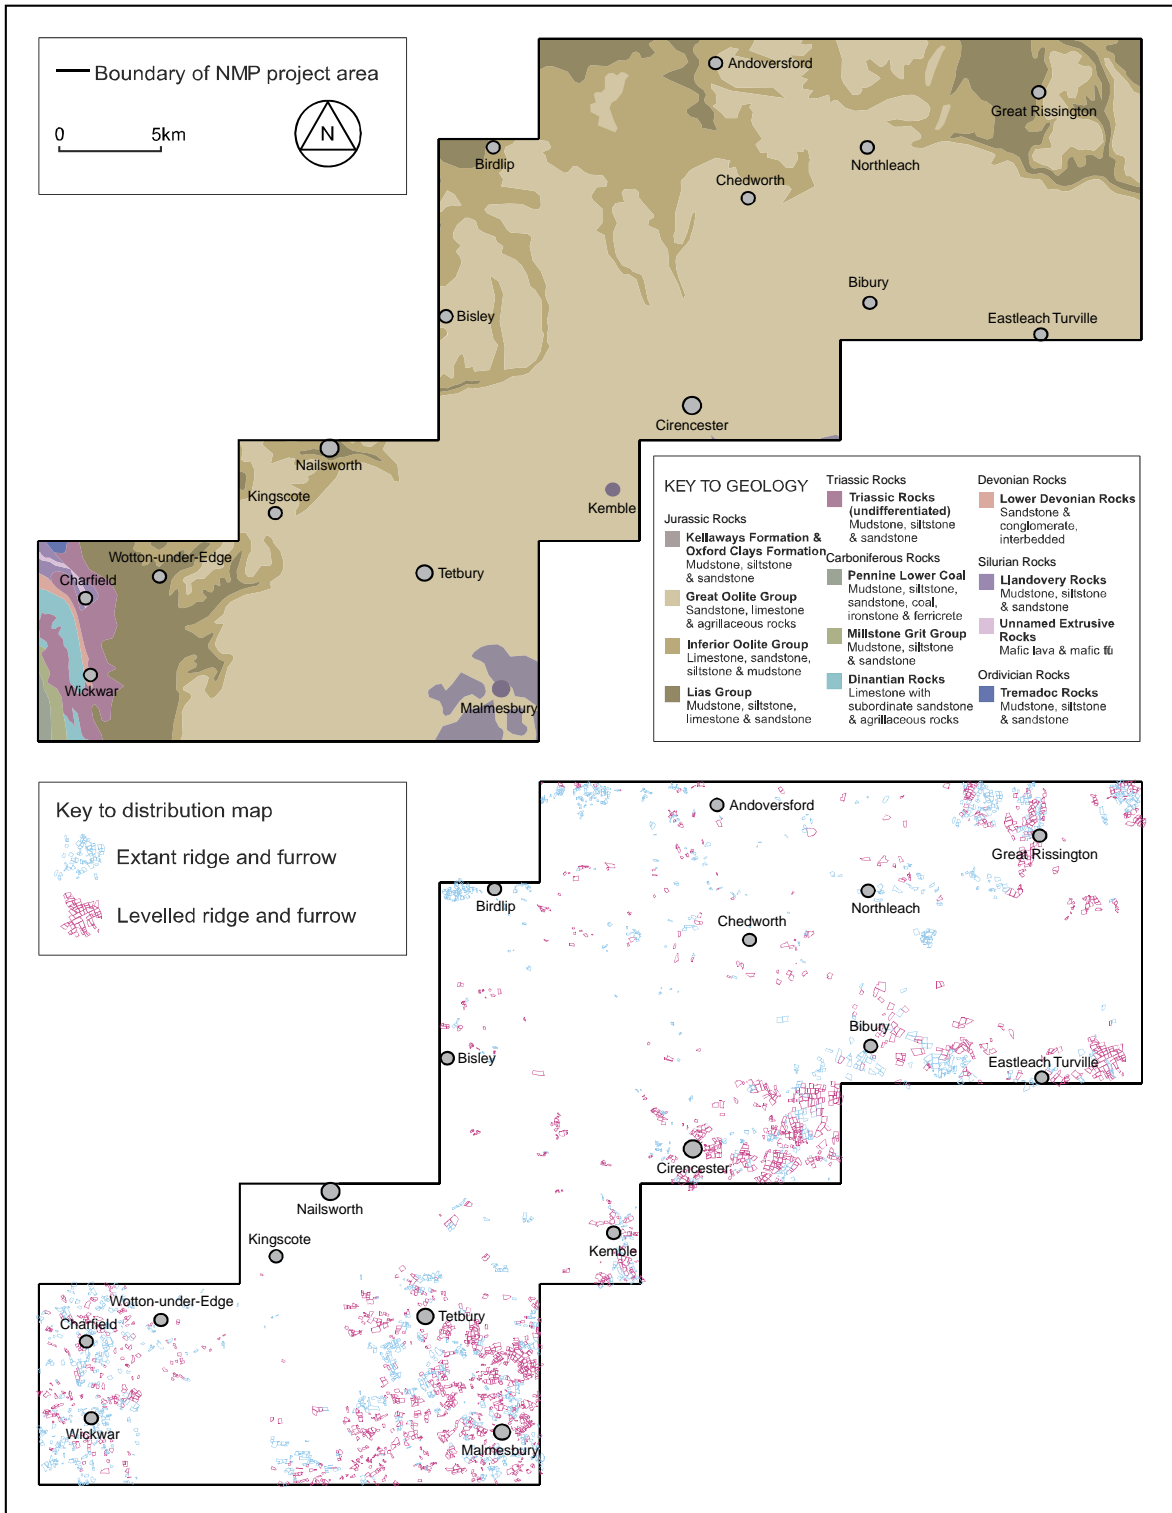 Boundary of NMP project area
0 5km
N
Andoversford
Great Rissington
Birdlip
Northleach
Chedworth
Bibury
Bisley
Eastleach Turville
Cirencester
Nailsworth
Kingscote
Kemble
Wotton-under-Edge
Charfield
Tetbury
Wickwar
Malmesbury
KEY TO GEOLOGY
Jurassic Rocks
Kellaways Formation &
Oxford Clays Formation
Mudstone, siltstone
& sandstone
Great Oolite Group
Sandstone, limestone
& agrillaceous rocks
Inferior Oolite Group
Limestone, sandstone,
siltstone & mudstone
Lias Group
Mudstone, siltstone,
limestone & sandstone
Triassic Rocks
Triassic Rocks
(undifferentiated)
Mudstone, siltstone
& sandstone
Carboniferous Rocks
Pennine Lower Coal
Mudstone, siltstone,
sandstone, coal,
ironstone & ferricrete
Millstone Grit Group
Mudstone, siltstone
& sandstone
Dinantian Rocks
Limestone with
subordinate sandstone
& agrillaceous rocks
Devonian Rocks
Lower Devonian Rocks
Sandstone &
conglomerate,
interbedded
Silurian Rocks
Llandovery Rocks
Mudstone, siltstone
& sandstone
Unnamed Extrusive
Rocks
Mafic lava & mafic
Ordivician Rocks
Tremadoc Rocks
Mudstone, siltstone
& sandstone
Key to distribution map
Extant ridge and furrow
Levelled ridge and furrow
Andoversford
Great Rissington
Birdlip
Northleach
Chedworth
Bibury
Bisley
Eastleach Turville
Cirencester
Nailsworth
Kingscote
Kemble
Wotton-under-Edge
Charfield
Tetbury
Wickwar
Malmesbury